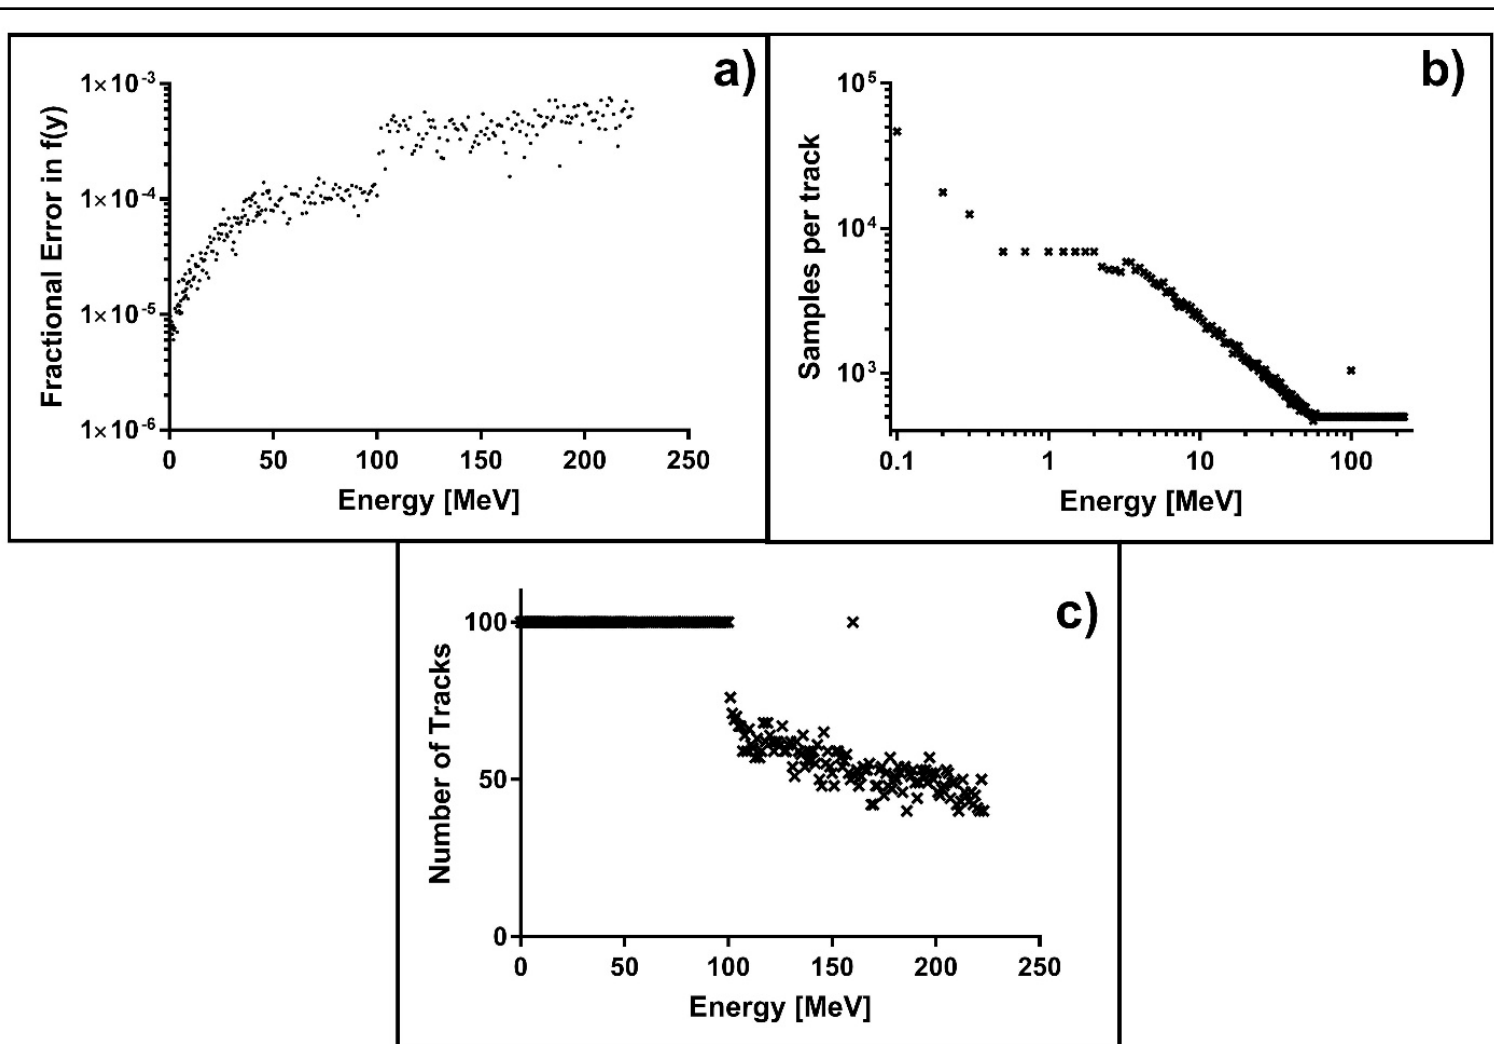 a)
Fractional Error in f(y)
1×10⁻³
1×10⁻⁴
1×10⁻⁵
1×10⁻⁶
0 50 100 150 200 250
Energy [MeV]
b)
Samples per track
10⁵
10⁴
10³
0.1 1 10 100
Energy [MeV]
c)
Number of Tracks
100
50
0
0 50 100 150 200 250
Energy [MeV]